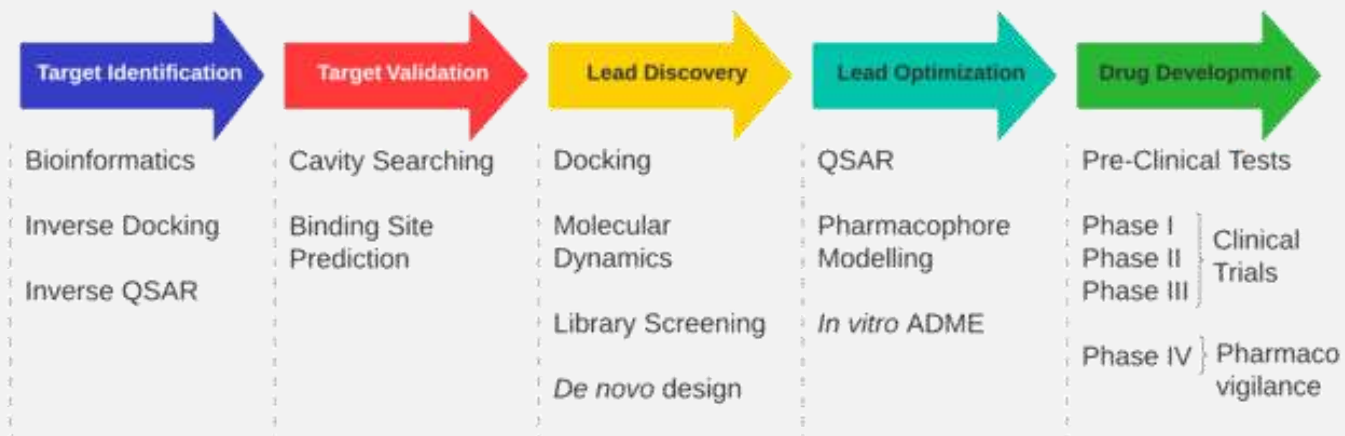 Target Identification
Target Validation
Lead Discovery
Lead Optimization
Drug Development
Bioinformatics
Inverse Docking
Inverse QSAR
Cavity Searching
Binding Site
Prediction
Docking
Molecular
Dynamics
Library Screening
De novo design
QSAR
Pharmacophore
Modelling
In vitro ADME
Pre-Clinical Tests
Phase I
Phase II
Phase III
Clinical
Trials
Phase IV
Pharmaco
vigilance